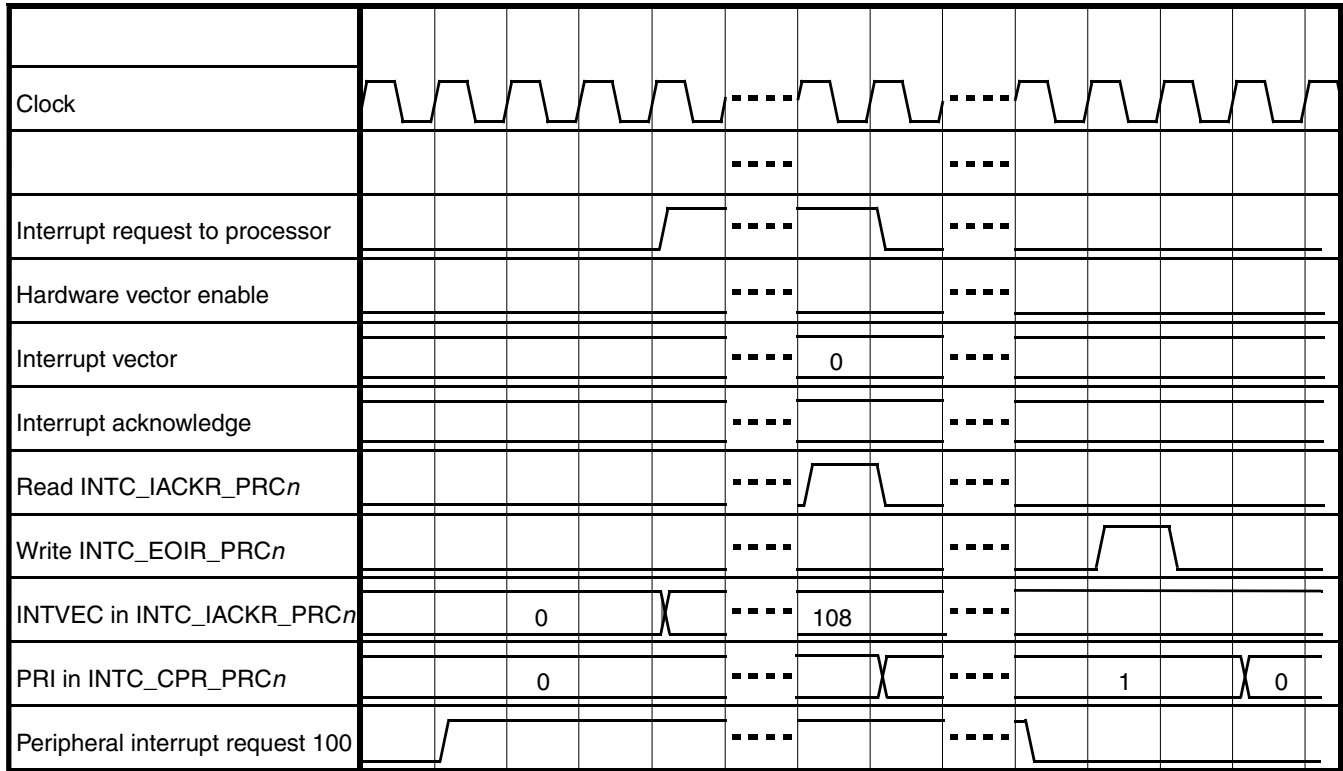 Clock
Interrupt request to processor
Hardware vector enable
Interrupt vector 0
Interrupt acknowledge
Read INTC_IACKR_PRCn
Write INTC_EOIR_PRCn
INTVEC in INTC_IACKR_PRCn 0 108
PRI in INTC_CPR_PRCn 0 1 0
Peripheral interrupt request 100